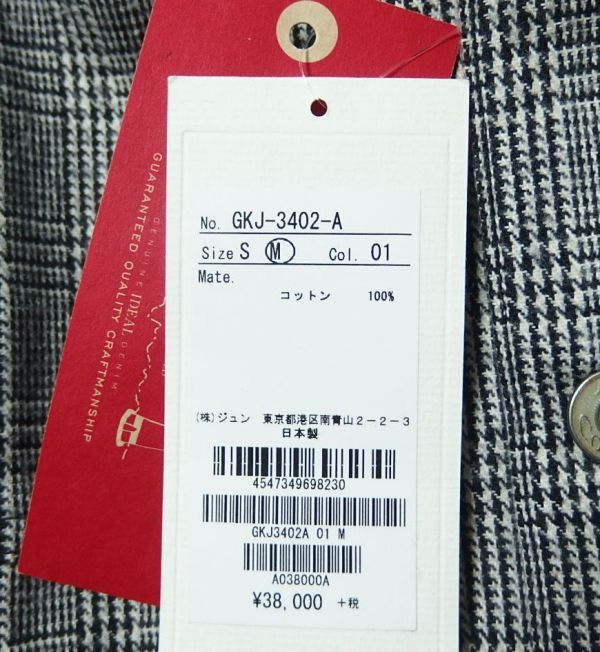 GENUINE IDEAL DENIM
GUARANTEED QUALITY CRAFTMANSHIP
No. GKJ-3402-A
Size S M Col. 01
Mate.
コットン 100%
(株)ジュン 東京都港区南青山2-2-3
日本製
4547349698230
GKJ3402A 01 M
A038000A
¥38,000 +税